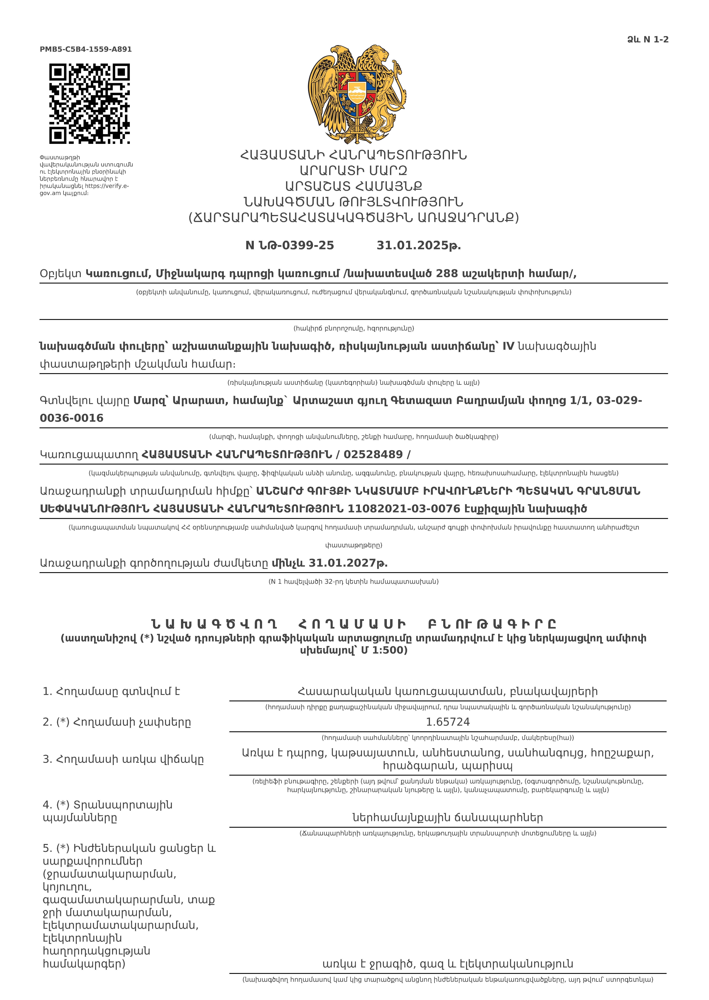 Ձև N 1-2
PMB5-C5B4-1559-A891
Փաստաթղթի
վավերականության ստուգումն
ու էլեկտրոնային բնօրինակի
ներբեռնումը հնարավոր է
իրականացնել https://verify.e-
gov.am կայքում։
ՀԱՅԱՍՏԱՆԻ ՀԱՆՐԱՊԵՏՈՒԹՅՈՒՆ
ԱՐԱՐԱՏԻ ՄԱՐԶ
ԱՐՏԱՇԱՏ ՀԱՄԱՅՆՔ
ՆԱԽԱԳԾՄԱՆ ԹՈՒՅԼՏՎՈՒԹՅՈՒՆ
(ՃԱՐՏԱՐԱՊԵՏԱՀԱՏԱԿԱԳԾԱՅԻՆ ԱՌԱՋԱԴՐԱՆՔ)
N ՆԹ-0399-25 31.01.2025թ.
Օբյեկտ Կառուցում, Միջնակարգ դպրոցի կառուցում /նախատեսված 288 աշակերտի համար/,
(օբյեկտի անվանումը, կառուցում, վերակառուցում, ուժեղացում վերականգնում, գործառնական նշանակության փոփոխություն)
(հակիրճ բնորոշումը, հզորությունը)
նախագծման փուլերը՝ աշխատանքային նախագիծ, ռիսկայնության աստիճանը՝ IV նախագծային
փաստաթղթերի մշակման համար։
(ռիսկայնության աստիճանը (կատեգորիան) նախագծման փուլերը և այլն)
Գտնվելու վայրը Մարզ՝ Արարատ, համայնք` Արտաշատ գյուղ Գետազատ Բաղրամյան փողոց 1/1, 03-029-
0036-0016
(մարզի, համայնքի, փողոցի անվանումները, շենքի համարը, հողամասի ծածկագիրը)
Կառուցապատող ՀԱՅԱՍՏԱՆԻ ՀԱՆՐԱՊԵՏՈՒԹՅՈՒՆ / 02528489 /
(կազմակերպության անվանումը, գտնվելու վայրը, ֆիզիկական անձի անունը, ազգանունը, բնակության վայրը, հեռախոսահամարը, էլեկտրոնային հասցեն)
Առաջադրանքի տրամադրման հիմքը՝ ԱՆՇԱՐԺ ԳՈՒՅՔԻ ՆԿԱՏՄԱՄԲ ԻՐԱՎՈՒՆՔՆԵՐԻ ՊԵՏԱԿԱՆ ԳՐԱՆՑՄԱՆ
ՍԵՓԱԿԱՆՈՒԹՅՈՒՆ ՀԱՅԱՍՏԱՆԻ ՀԱՆՐԱՊԵՏՈՒԹՅՈՒՆ 11082021-03-0076 Էսքիզային նախագիծ
(կառուցապատման նպատակով ՀՀ օրենսդրությամբ սահմանված կարգով հողամասի տրամադրման, անշարժ գույքի փոփոխման իրավունքը հաստատող անհրաժեշտ
փաստաթղթերը)
Առաջադրանքի գործողության ժամկետը մինչև 31.01.2027թ.
(N 1 հավելվածի 32-րդ կետին համապատասխան)
Ն Ա Խ Ա Գ Ծ Վ Ո Ղ Հ Ո Ղ Ա Մ Ա Ս Ի Բ Ն ՈՒ Թ Ա Գ Ի Ր Ը
(աստղանիշով (*) նշված դրույթների գրաֆիկական արտացոլումը տրամադրվում է կից ներկայացվող ամփոփ
սխեմայով՝ Մ 1:500)
1. Հողամասը գտնվում է Հասարակական կառուցապատման, բնակավայրերի
(հողամասի դիրքը քաղաքաշինական միջավայրում, դրա նպատակային և գործառնական նշանակությունը)
2. (*) Հողամասի չափսերը 1.65724
(հողամասի սահմանները՝ կոորդինատային նշահարմամբ, մակերեսը(հա))
3. Հողամասի առկա վիճակը Առկա է դպրոց, կաթսայատուն, անհեստանոց, սանհանգույց, հոըշաքար,
հրաձգարան, պարիսպ
(ռելիեֆի բնութագիրը, շենքերի (այդ թվում՝ քանդման ենթակա) առկայությունը, (օգտագործումը, նշանակութնունը,
հարկայնությունը, շինարարական նյութերը և այլն), կանաչապատումը, բարեկարգումը և այլն)
4. (*) Տրանսպորտային
պայմանները ներհամայնքային ճանապարհներ
(Ճանապարհների առկայությունը, երկաթուղային տրանսպորտի մոտեցումները և այլն)
5. (*) Ինժեներական ցանցեր և
սարքավորումներ
(ջրամատակարարման,
կոյուղու,
գազամատակարարման, տաք
ջրի մատակարարման,
էլեկտրամատակարարման,
էլեկտրոնային
հաղորդակցության
համակարգեր) առկա է ջրագիծ, գազ և էլեկտրականություն
(նախագծվող հողամասով կամ կից տարածքով անցնող ինժեներական ենթակառուցվածքները, այդ թվում՝ ստորգետնյա)